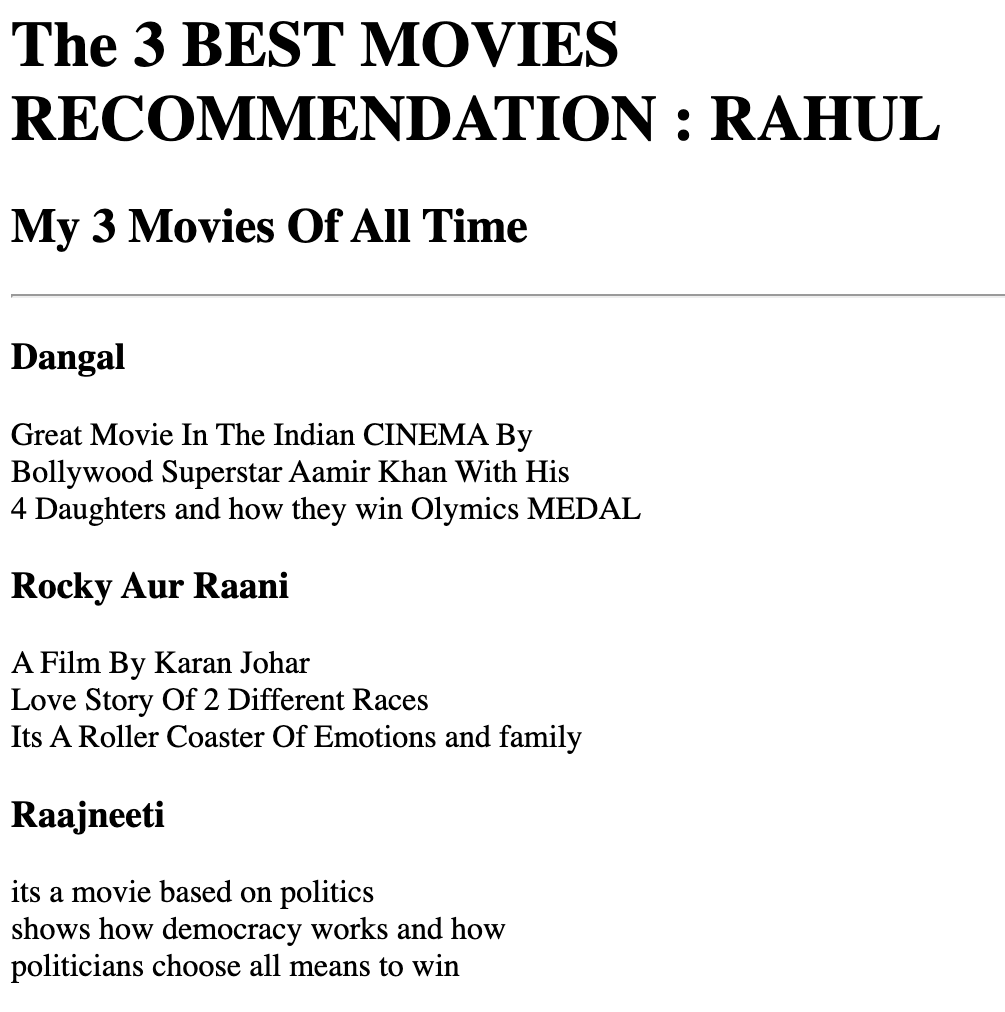 The 3 BEST MOVIES
RECOMMENDATION : RAHUL
My 3 Movies Of All Time
Dangal
Great Movie In The Indian CINEMA By
Bollywood Superstar Aamir Khan With His
4 Daughters and how they win Olymics MEDAL
Rocky Aur Raani
A Film By Karan Johar
Love Story Of 2 Different Races
Its A Roller Coaster Of Emotions and family
Raajneeti
its a movie based on politics
shows how democracy works and how
politicians choose all means to win